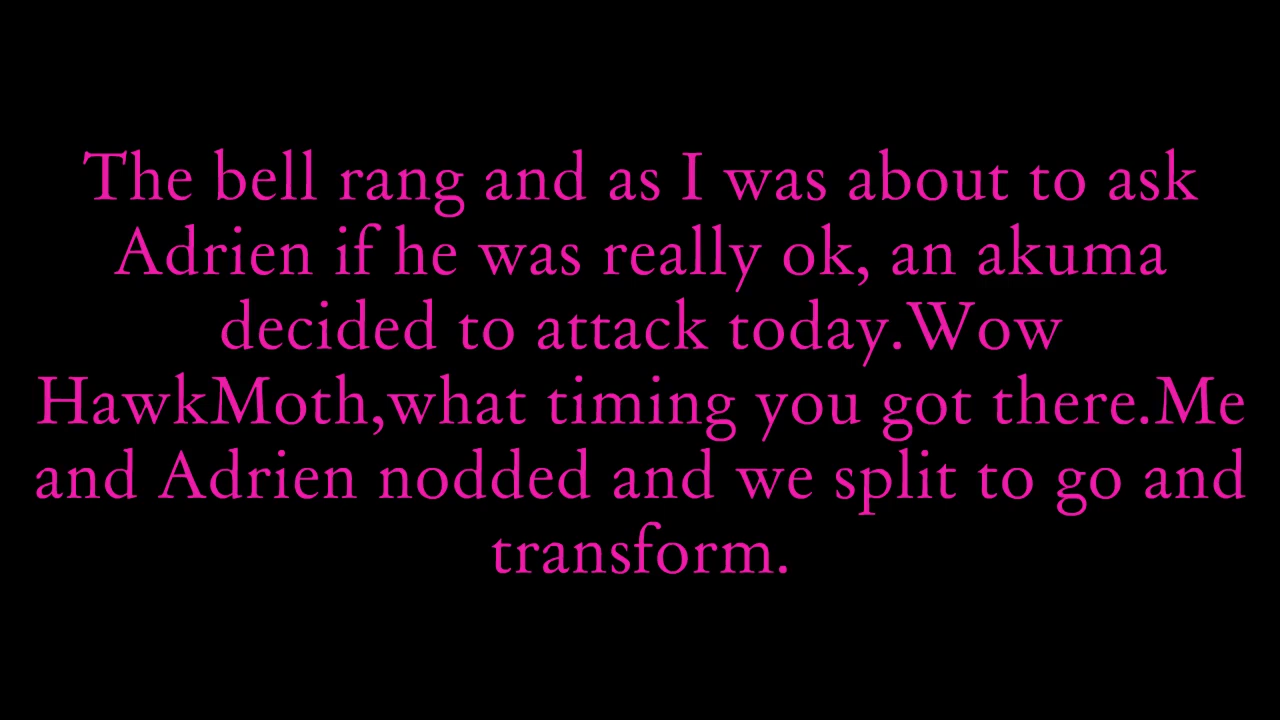 The bell rang and as I was about to ask
Adrien if he was really ok, an akuma
decided to attack today.Wow
HawkMoth,what timing you got there.Me
and Adrien nodded and we split to go and
transform.